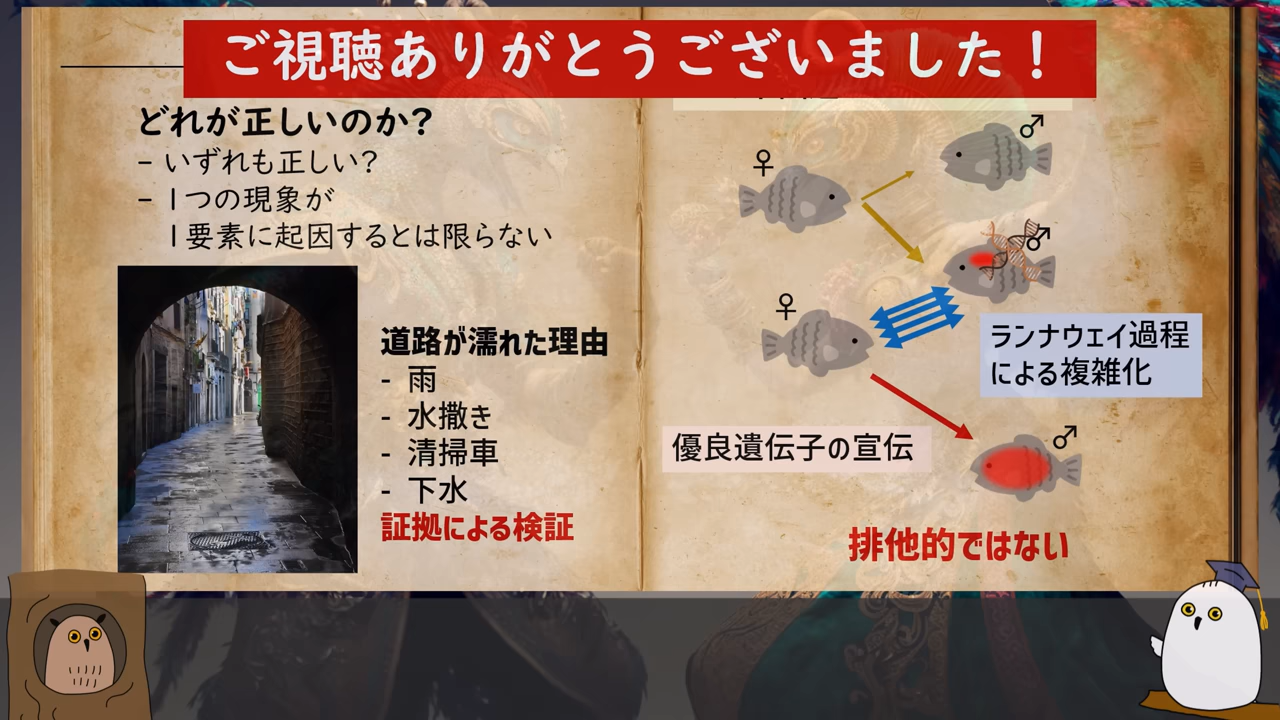 ご視聴ありがとうございました！
どれが正しいのか？
- いずれも正しい？
- 1つの現象が
1要素に起因するとは限らない
道路が濡れた理由
- 雨
- 水撒き
- 清掃車
- 下水
証拠による検証
♀
♂
♂
♀
ランナウェイ過程
による複雑化
優良遺伝子の宣伝
♂
排他的ではない